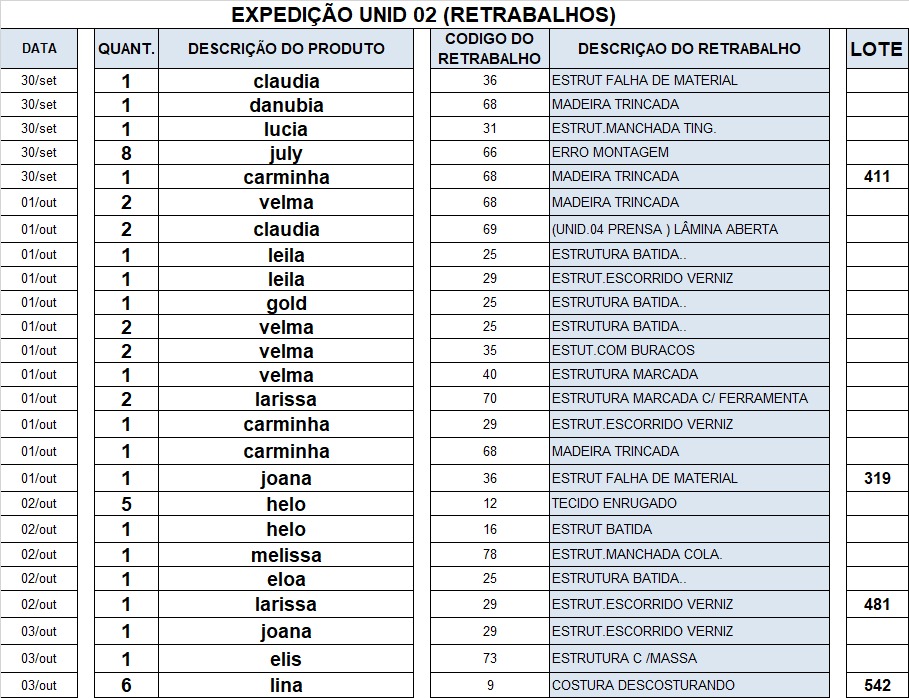 EXPEDIÇÃO UNID 02 (RETRABALHOS)
DATA QUANT. DESCRIÇÃO DO PRODUTO CODIGO DO RETRABALHO DESCRIÇAO DO RETRABALHO LOTE
30/set 1 claudia 36 ESTRUT FALHA DE MATERIAL
30/set 1 danubia 68 MADEIRA TRINCADA
30/set 1 lucia 31 ESTRUT.MANCHADA TING.
30/set 8 july 66 ERRO MONTAGEM
30/set 1 carminha 68 MADEIRA TRINCADA 411
01/out 2 velma 68 MADEIRA TRINCADA
01/out 2 claudia 69 (UNID.04 PRENSA ) LÂMINA ABERTA
01/out 1 leila 25 ESTRUTURA BATIDA..
01/out 1 leila 29 ESTRUT.ESCORRIDO VERNIZ
01/out 1 gold 25 ESTRUTURA BATIDA..
01/out 2 velma 25 ESTRUTURA BATIDA..
01/out 2 velma 35 ESTUT.COM BURACOS
01/out 1 velma 40 ESTRUTURA MARCADA
01/out 2 larissa 70 ESTRUTURA MARCADA C/ FERRAMENTA
01/out 1 carminha 29 ESTRUT.ESCORRIDO VERNIZ
01/out 1 carminha 68 MADEIRA TRINCADA
01/out 1 joana 36 ESTRUT FALHA DE MATERIAL 319
02/out 5 helo 12 TECIDO ENRUGADO
02/out 1 helo 16 ESTRUT BATIDA
02/out 1 melissa 78 ESTRUT.MANCHADA COLA.
02/out 1 eloa 25 ESTRUTURA BATIDA..
02/out 1 larissa 29 ESTRUT.ESCORRIDO VERNIZ 481
03/out 1 joana 29 ESTRUT.ESCORRIDO VERNIZ
03/out 1 elis 73 ESTRUTURA C /MASSA
03/out 6 lina 9 COSTURA DESCOSTURANDO 542